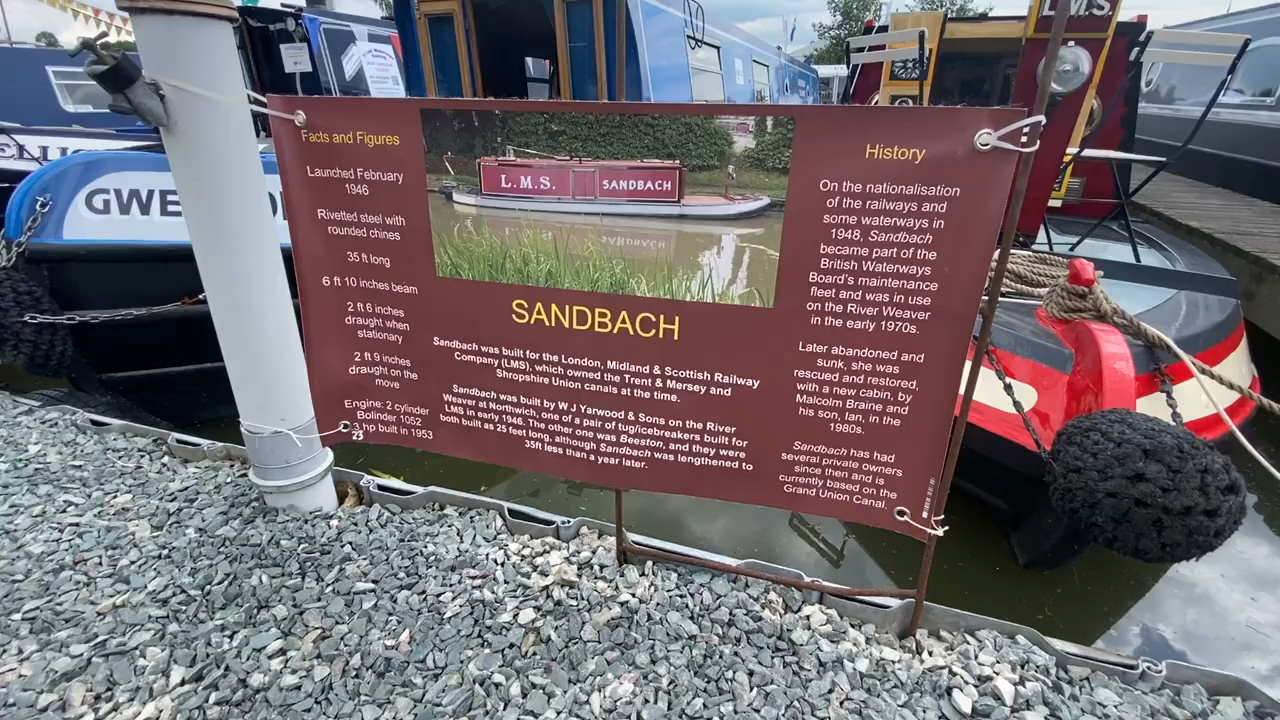 L.M.S.
GWE
Facts and Figures
Launched February
1946
Rivetted steel with
rounded chines
35 ft long
6 ft 10 inches beam
2 ft 6 inches
draught when
stationary
2 ft 9 inches
draught on the
move
Engine: 2 cylinder
Bolinder 1052
23 hp built in 1953
L.M.S. SANDBACH
SANDBACH
Sandbach was built for the London, Midland & Scottish Railway
Company (LMS), which owned the Trent & Mersey and
Shropshire Union canals at the time.
Sandbach was built by W J Yarwood & Sons on the River
Weaver at Northwich, one of a pair of tug/icebreakers built for
LMS in early 1946. The other one was Beeston, and they were
both built as 25 feet long, although Sandbach was lengthened to
35ft less than a year later.
History
On the nationalisation
of the railways and
some waterways in
1948, Sandbach
became part of the
British Waterways
Board's maintenance
fleet and was in use
on the River Weaver
in the early 1970s.
Later abandoned and
sunk, she was
rescued and restored,
with a new cabin, by
Malcolm Braine and
his son, Ian, in the
1980s.
Sandbach has had
several private owners
since then and is
currently based on the
Grand Union Canal.